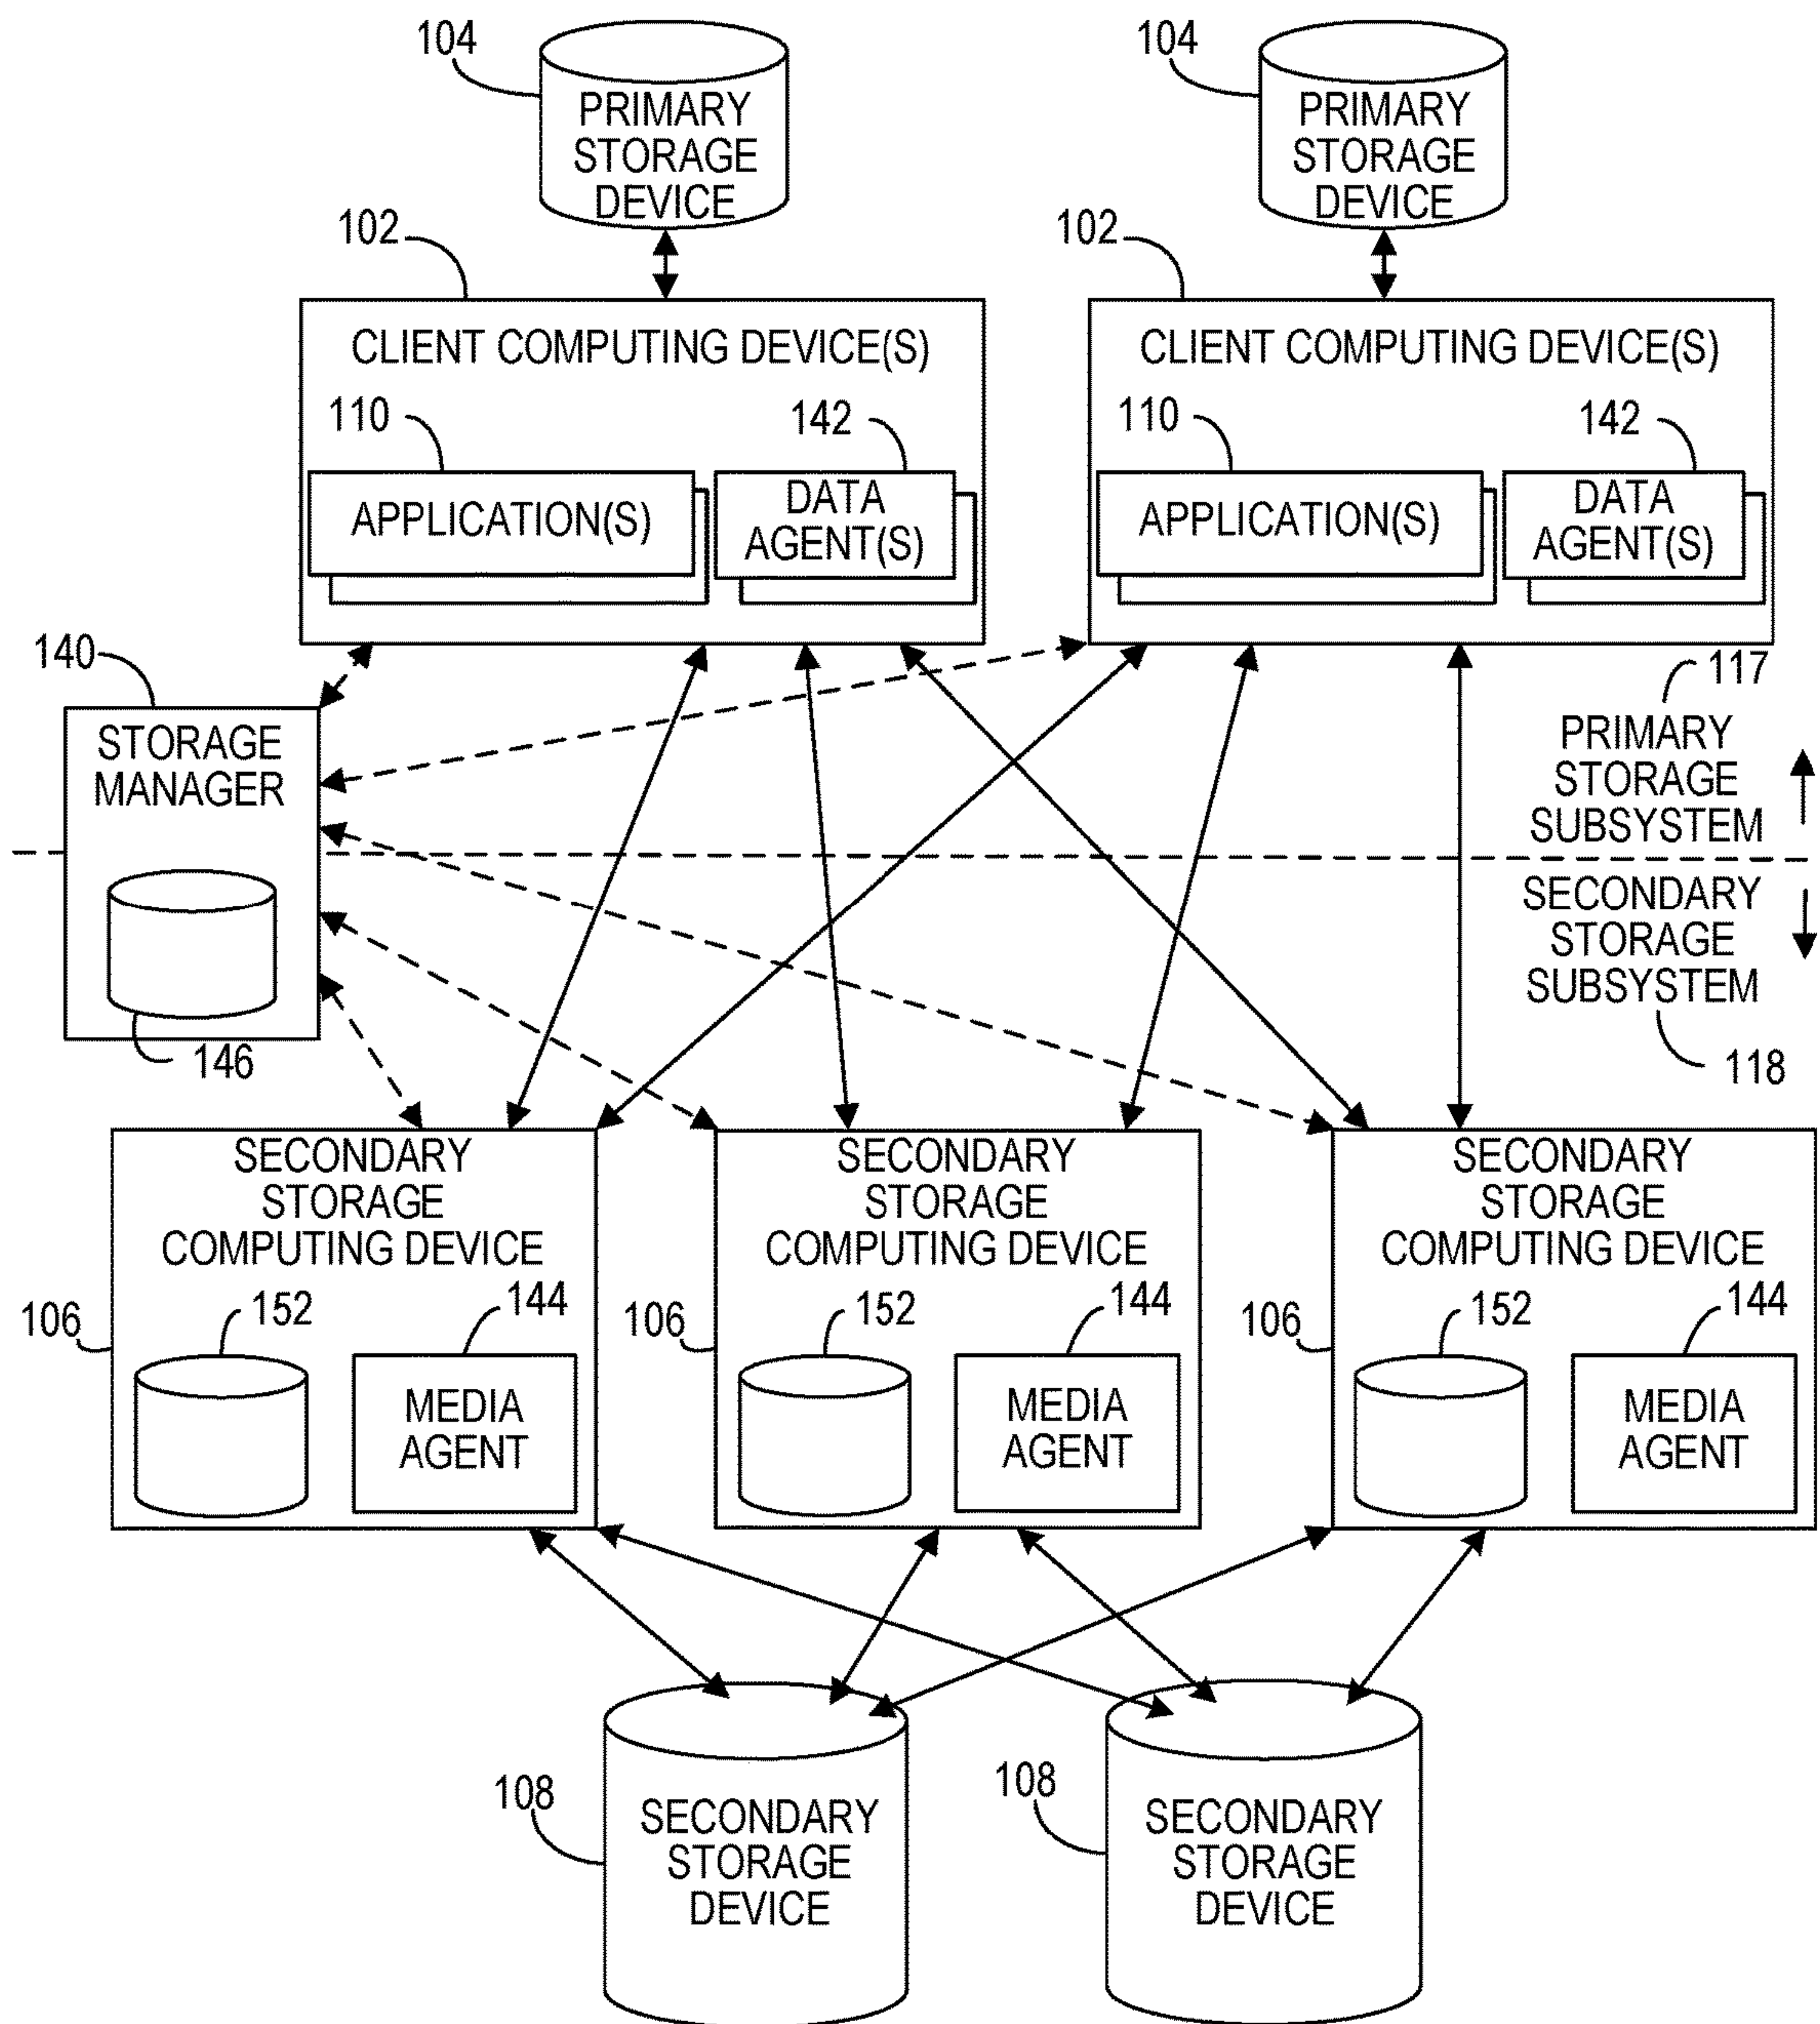 104
PRIMARY
STORAGE
DEVICE
104
PRIMARY
STORAGE
DEVICE
102
CLIENT COMPUTING DEVICE(S)
110
142
APPLICATION(S)
DATA
AGENT(S)
102
CLIENT COMPUTING DEVICE(S)
110
142
APPLICATION(S)
DATA
AGENT(S)
140
STORAGE
MANAGER
146
117
PRIMARY
STORAGE
SUBSYSTEM
SECONDARY
STORAGE
SUBSYSTEM
118
SECONDARY
STORAGE
COMPUTING DEVICE
106
152
144
MEDIA
AGENT
SECONDARY
STORAGE
COMPUTING DEVICE
106
152
144
MEDIA
AGENT
SECONDARY
STORAGE
COMPUTING DEVICE
106
152
144
MEDIA
AGENT
108
SECONDARY
STORAGE
DEVICE
108
SECONDARY
STORAGE
DEVICE